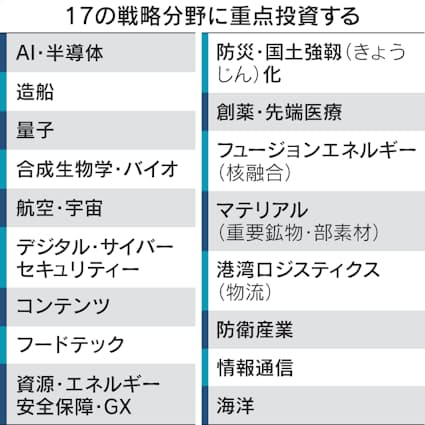 17の戦略分野に重点投資する
AI・半導体
造船
量子
合成生物学・バイオ
航空・宇宙
デジタル・サイバー
セキュリティー
コンテンツ
フードテック
資源・エネルギー
安全保障・GX
防災・国土強靱(きょう
じん)化
創薬・先端医療
フュージョンエネルギー
(核融合)
マテリアル
(重要鉱物・部素材)
港湾ロジスティクス
(物流)
防衛産業
情報通信
海洋